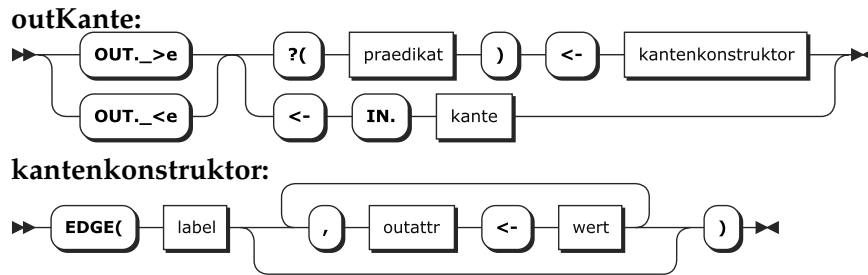 outKante:
OUT._>e ?( praedikat ) <- kantenkonstruktor
OUT._<e <- IN. kante
kantenkonstruktor:
EDGE( label , outattr <- wert )